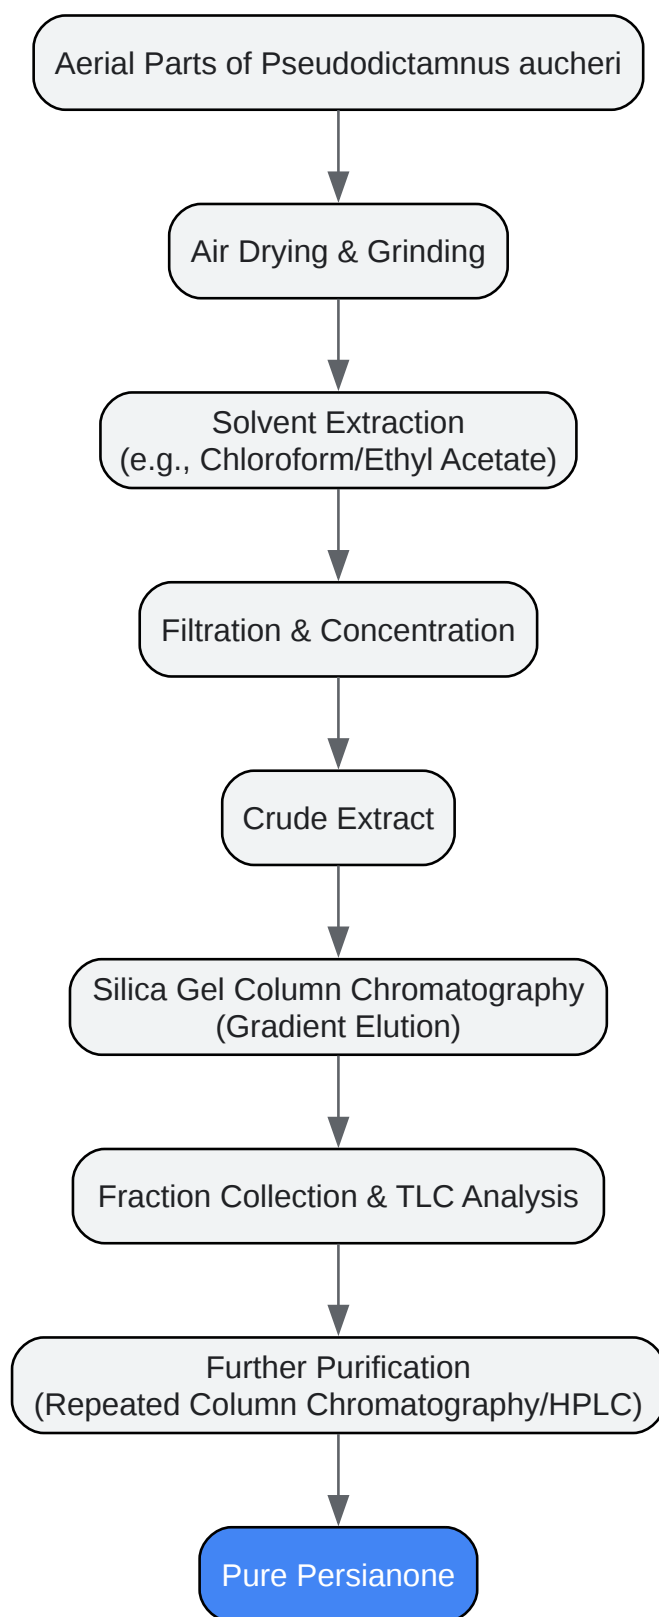 Aerial Parts of Pseudodictamnus aucheri
Air Drying & Grinding
Solvent Extraction
(e.g., Chloroform/Ethyl Acetate)
Filtration & Concentration
Crude Extract
Silica Gel Column Chromatography
(Gradient Elution)
Fraction Collection & TLC Analysis
Further Purification
(Repeated Column Chromatography/HPLC)
Pure Persianone